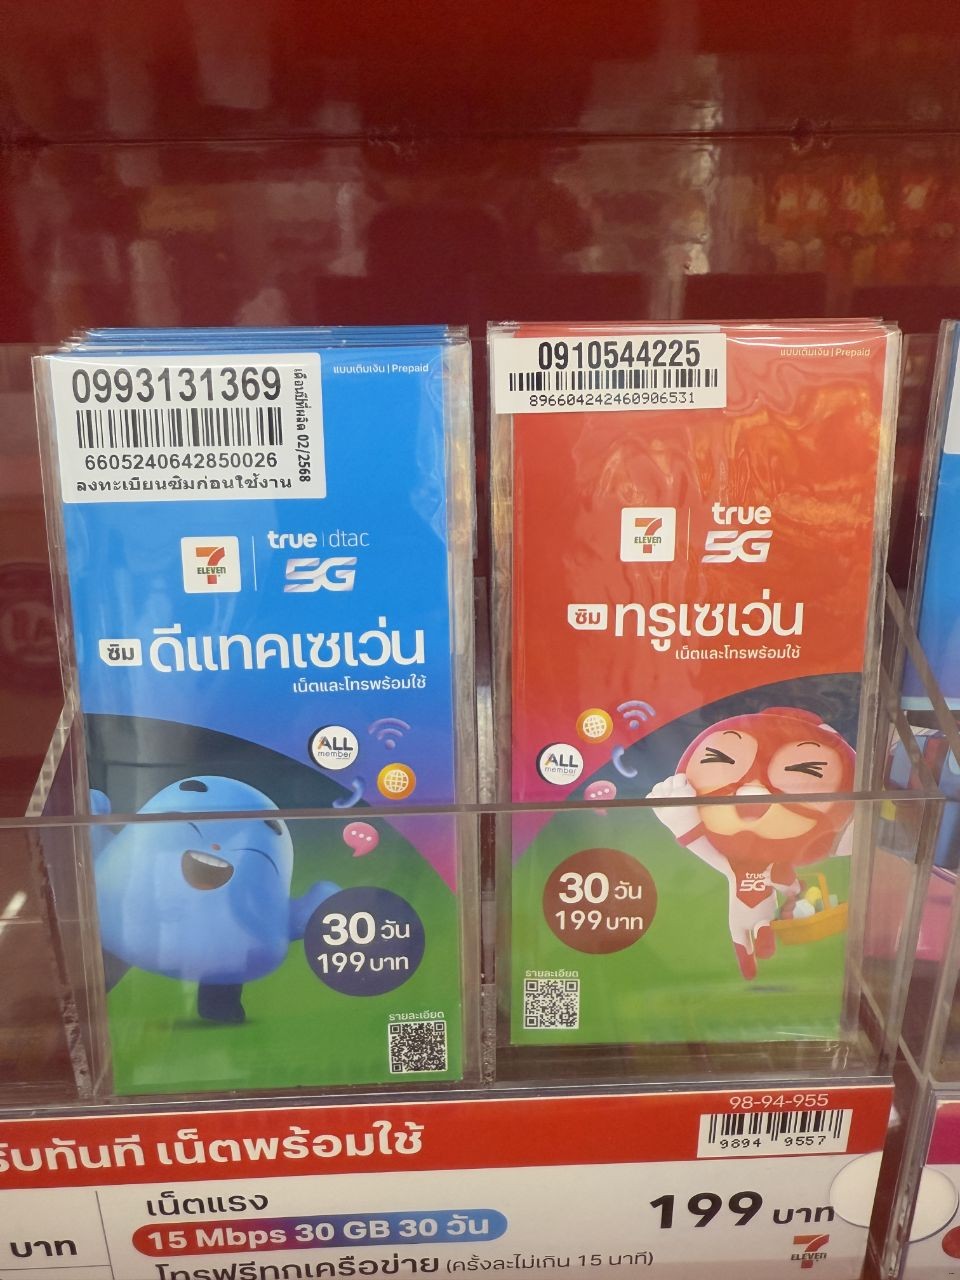 0993131369
6605240642850026
ลงทะเบียนซิมก่อนใช้งาน
เดือนปีที่ผลิต 02/2568
แบบเติมเงิน | Prepaid
7
ELEVEn
true | dtac
5G
ซิม ดีแทคเซเว่น
เน็ตและโทรพร้อมใช้
ALL
member
30 วัน
199 บาท
รายละเอียด
0910544225
896604242460906531
แบบเติมเงิน | Prepaid
7
ELEVEn
true
5G
ซิม ทรูเซเว่น
เน็ตและโทรพร้อมใช้
ALL
member
true
5G
30 วัน
199 บาท
รายละเอียด
98-94-955
9894 9557
รับทันที เน็ตพร้อมใช้
บาท
เน็ตแรง
15 Mbps 30 GB 30 วัน
โทรฟรีทุกเครือข่าย (ครั้งละไม่เกิน 15 นาที)
199 บาท
7
ELEVEn